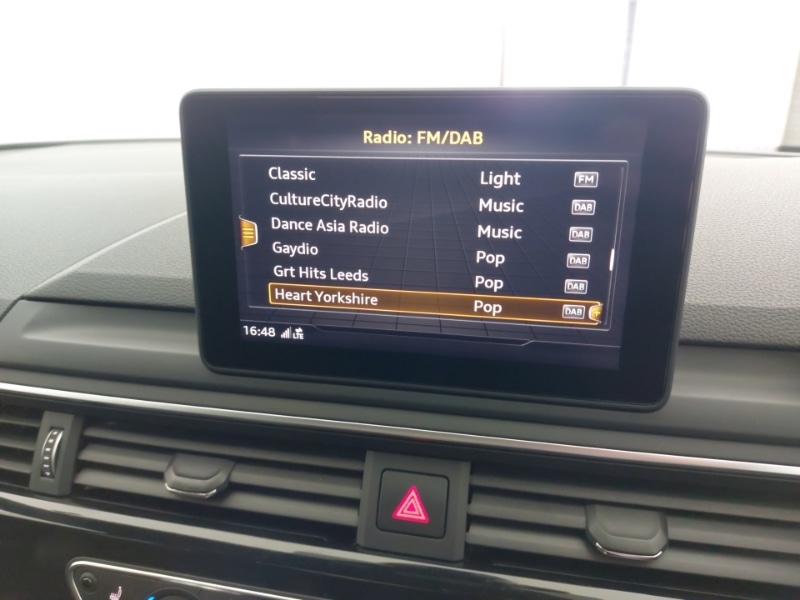 Radio: FM/DAB
Classic Light FM
CultureCityRadio Music DAB
Dance Asia Radio Music DAB
Gaydio Pop DAB
Grt Hits Leeds Pop DAB
Heart Yorkshire Pop DAB
16:48 LTE